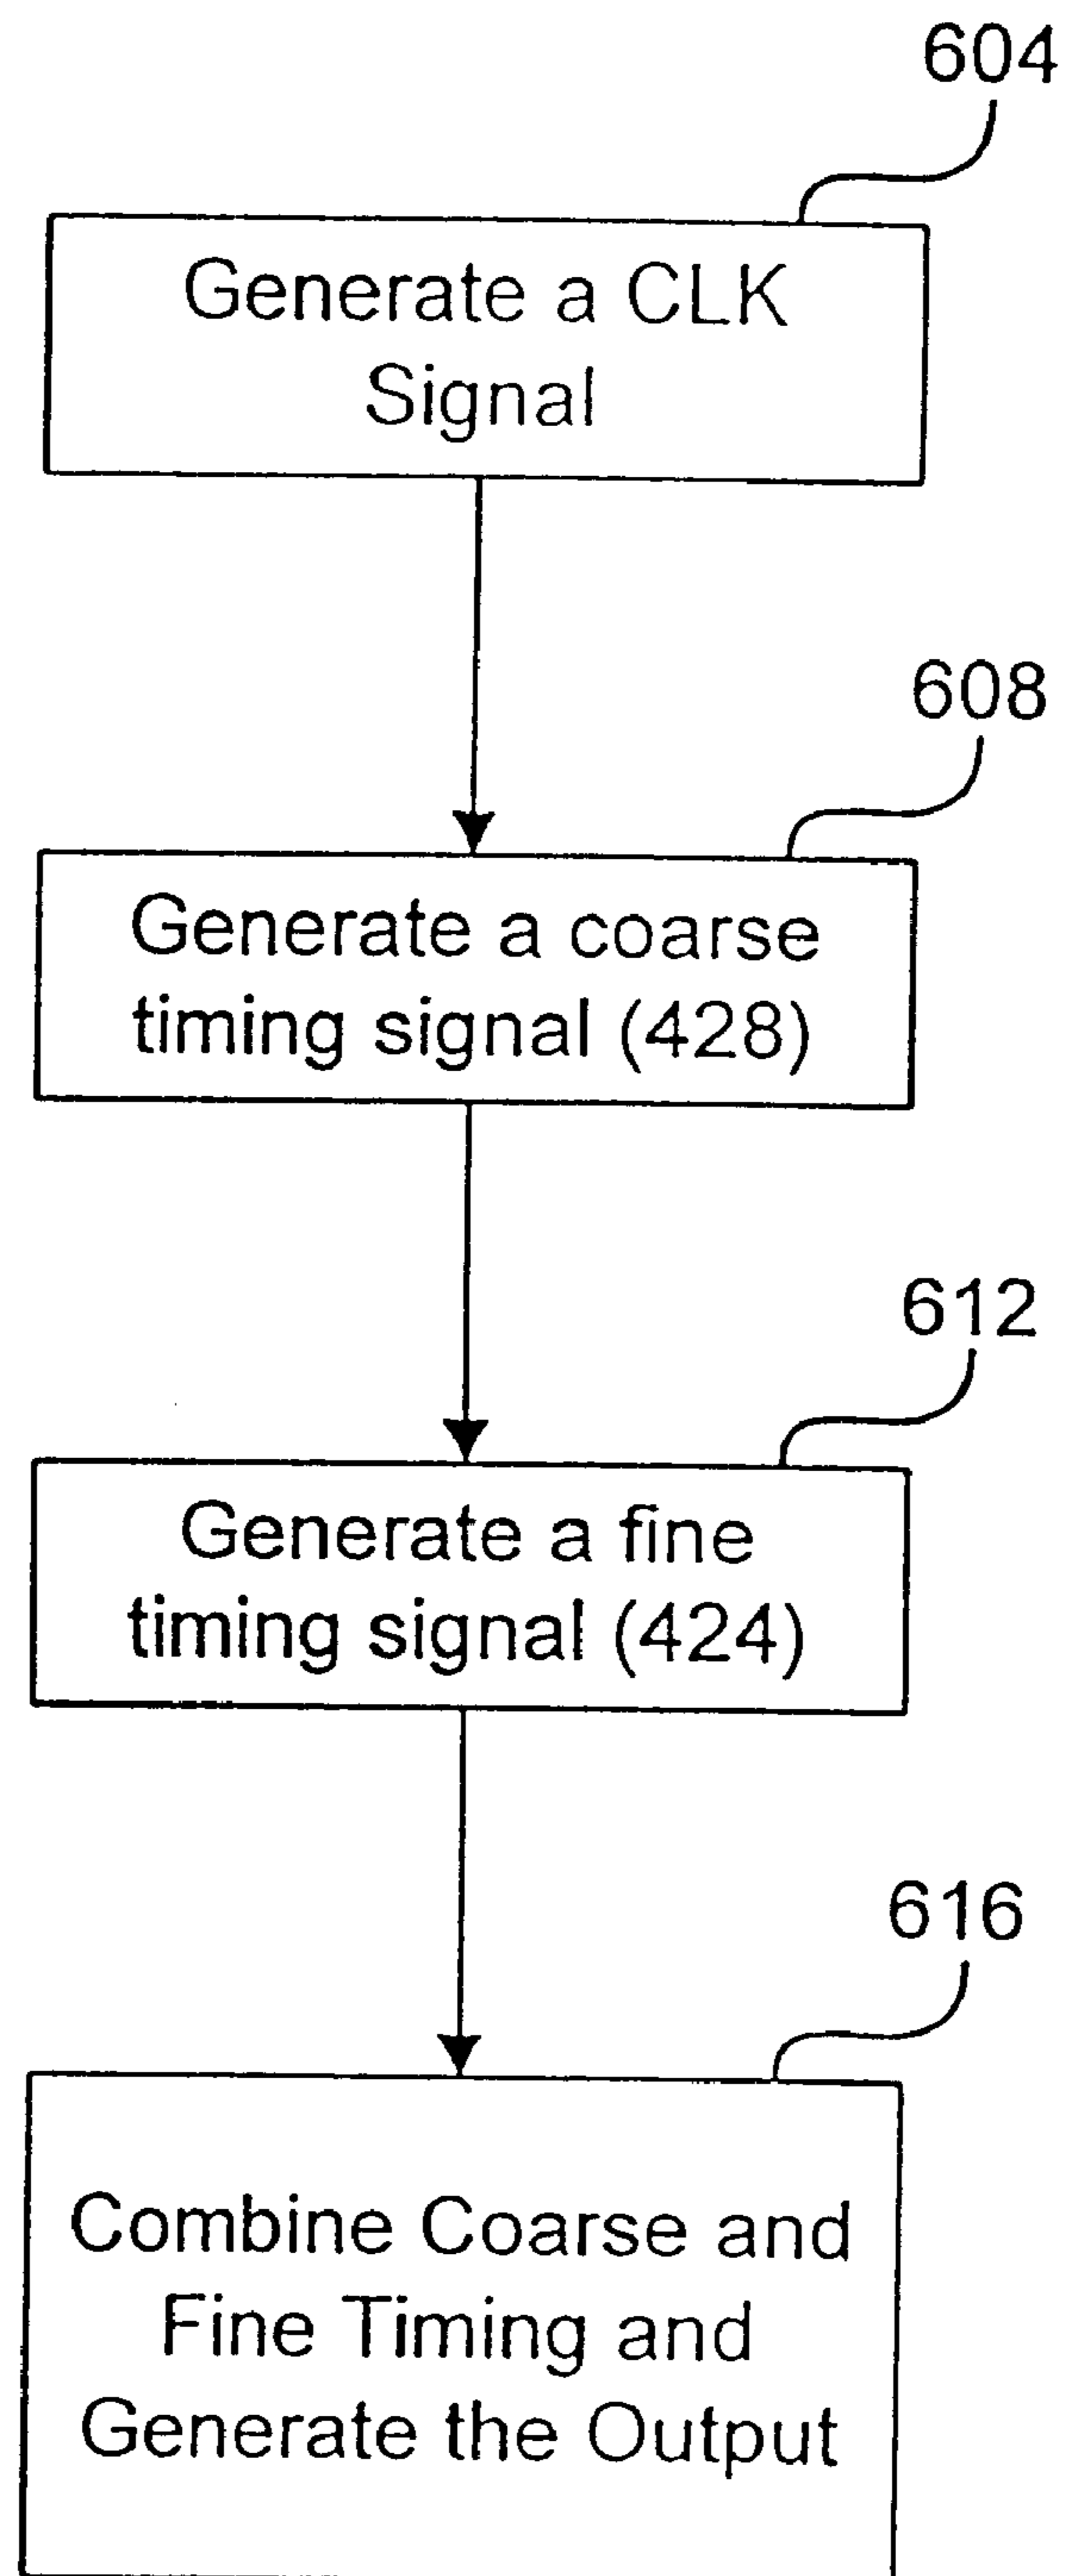 604
Generate a CLK
Signal
608
Generate a coarse
timing signal (428)
612
Generate a fine
timing signal (424)
616
Combine Coarse and
Fine Timing and
Generate the Output